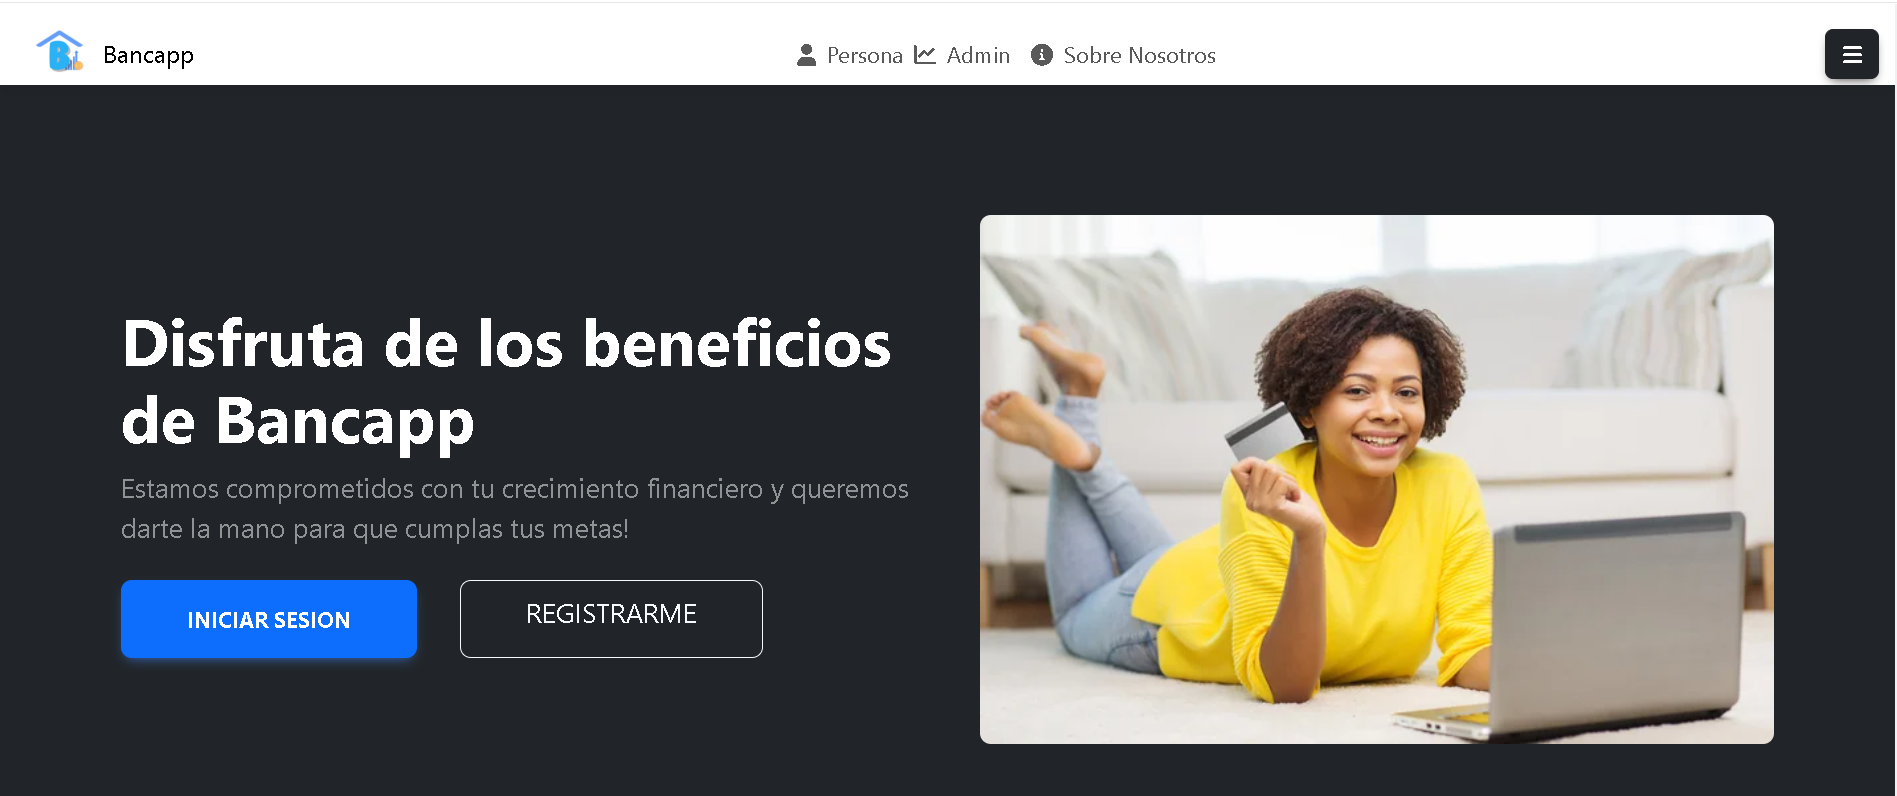 Bancapp
Persona Admin Sobre Nosotros
Disfruta de los beneficios
de Bancapp
Estamos comprometidos con tu crecimiento financiero y queremos
darte la mano para que cumplas tus metas!
INICIAR SESION
REGISTRARME